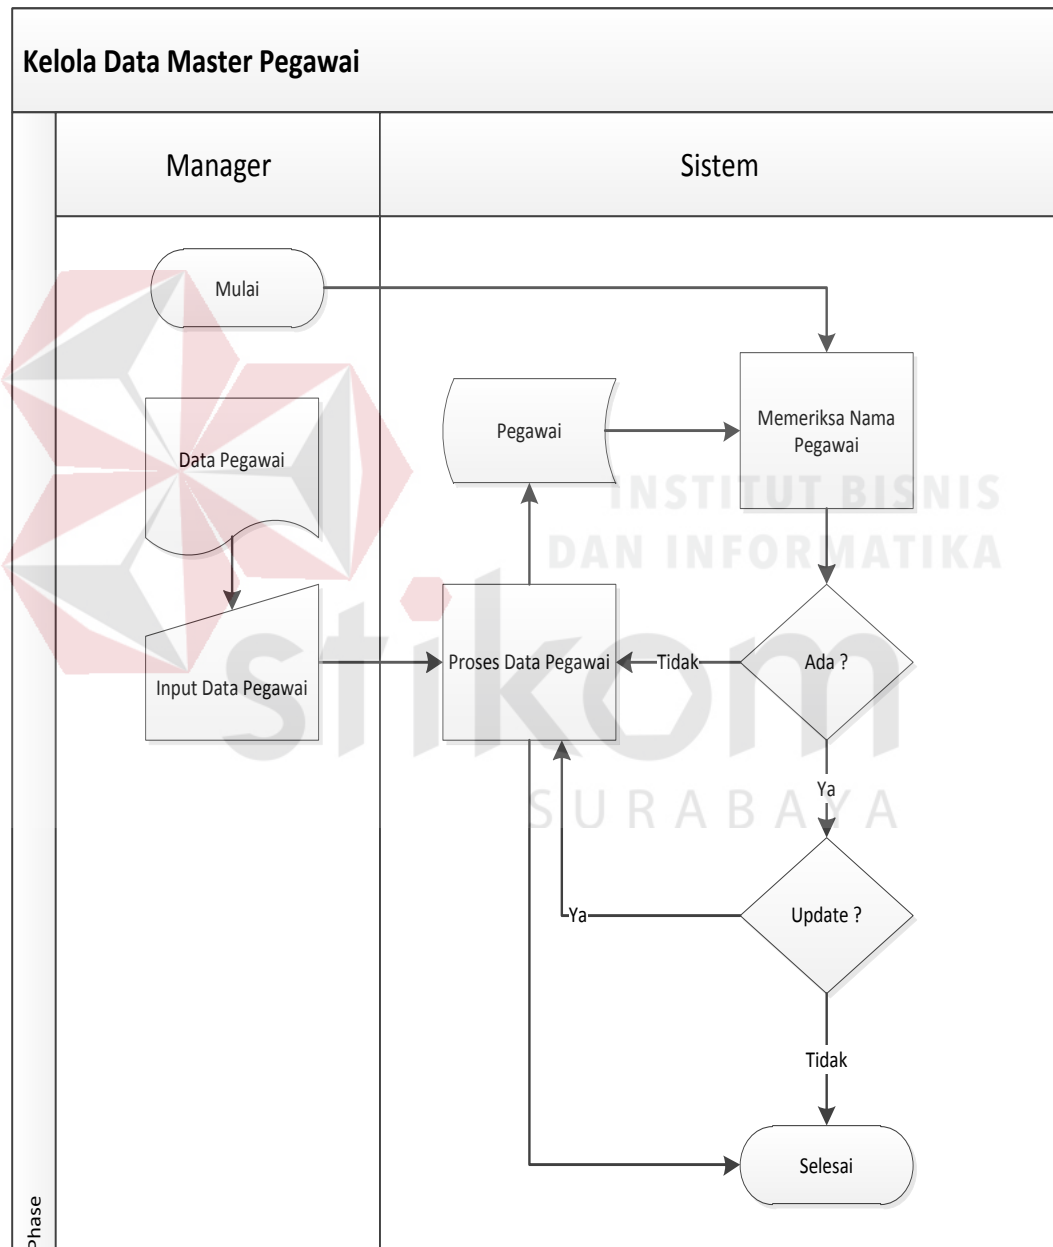 Kelola Data Master Pegawai
Manager
Sistem
Mulai
Pegawai
Memeriksa Nama
Pegawai
Data Pegawai
INSTITUT BISNIS
DAN INFORMATIKA
stikom
SURABAYA
Input Data Pegawai
Proses Data Pegawai
Tidak
Ada ?
Ya
Update ?
Ya
Tidak
Selesai
Phase